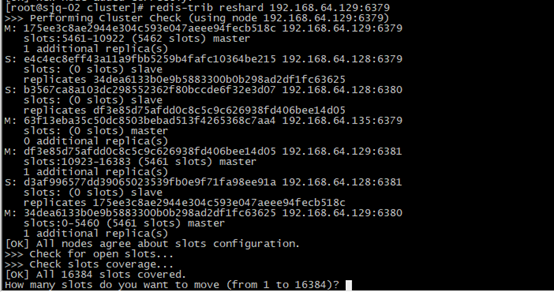 [root@sjq-02 cluster]# redis-trib reshard 192.168.64.129:6379
>>> Performing Cluster Check (using node 192.168.64.129:6379)
M: 175ee3c8ae2944e304c593e047aeee94fecb518c 192.168.64.129:6379
slots:5461-10922 (5462 slots) master
1 additional replica(s)
S: e4c4ec8eff43a11a9fbb5259b4fafc10364be215 192.168.64.128:6379
slots: (0 slots) slave
replicates 34dea6133b0e9b5883300b0b298ad2df1fc63625
S: b3567ca8a103dc298552362f80bccde6f32e3d07 192.168.64.128:6380
slots: (0 slots) slave
replicates df3e85d75afdd0c8c5c9c626938fd406bee14d05
M: 63f13eba35c50dc8503bebad513f4265368c7aa4 192.168.64.135:6379
slots: (0 slots) master
0 additional replica(s)
M: df3e85d75afdd0c8c5c9c626938fd406bee14d05 192.168.64.129:6381
slots:10923-16383 (5461 slots) master
1 additional replica(s)
S: d3af996577dd39065023539fb0e9f71fa98ee91a 192.168.64.128:6381
slots: (0 slots) slave
replicates 175ee3c8ae2944e304c593e047aeee94fecb518c
M: 34dea6133b0e9b5883300b0b298ad2df1fc63625 192.168.64.129:6380
slots:0-5460 (5461 slots) master
1 additional replica(s)
[OK] All nodes agree about slots configuration.
>>> Check for open slots...
>>> Check slots coverage...
[OK] All 16384 slots covered.
How many slots do you want to move (from 1 to 16384)?